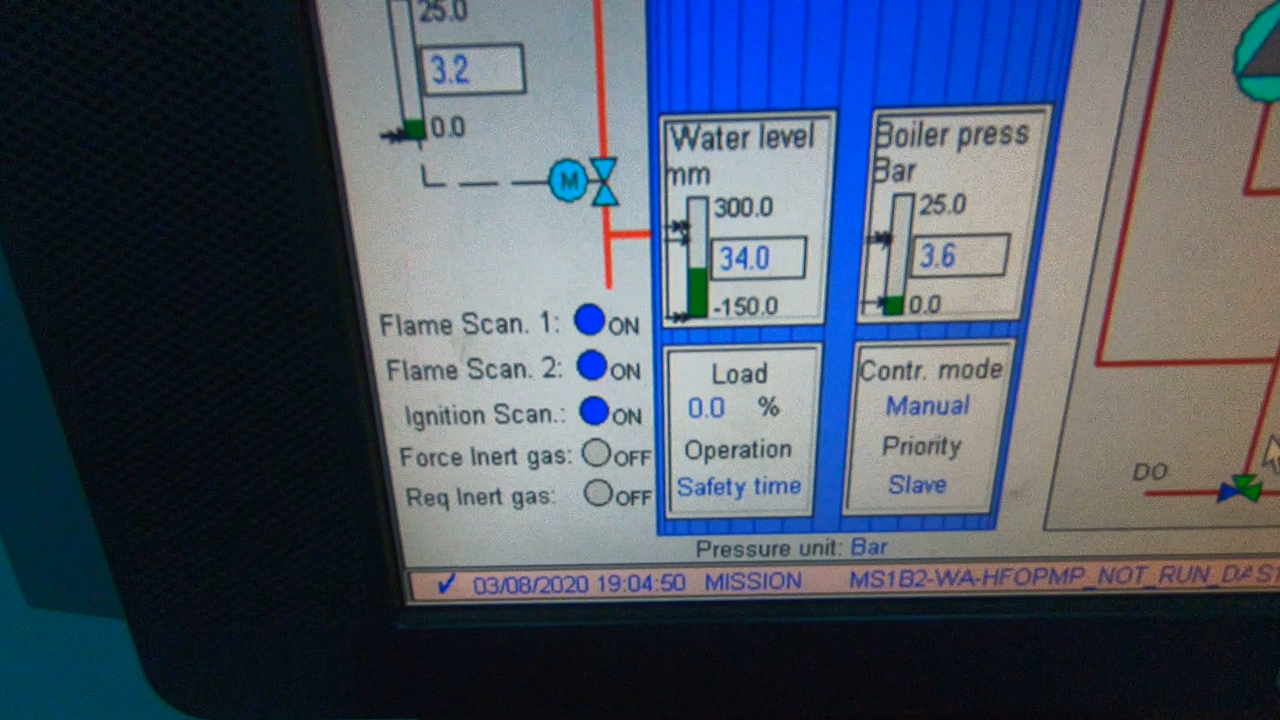 25.0
3.2
0.0
M
Water level
mm
300.0
34.0
-150.0
Boiler press
Bar
25.0
3.6
0.0
Flame Scan. 1: ON
Flame Scan. 2: ON
Ignition Scan.: ON
Force Inert gas: OFF
Req Inert gas: OFF
Load
0.0 %
Operation
Safety time
Contr. mode
Manual
Priority
Slave
DO
Pressure unit: Bar
03/08/2020 19:04:50 MISSION MS1B2-WA-HFOPMP_NOT_RUN_DAS1